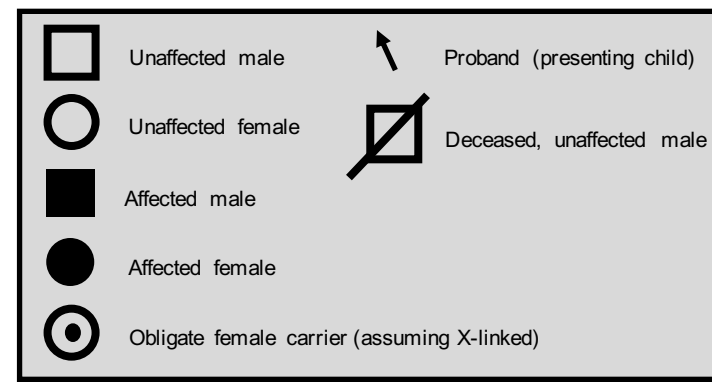 Unaffected male
Proband (presenting child)
Unaffected female
Deceased, unaffected male
Affected male
Affected female
Obligate female carrier (assuming X-linked)